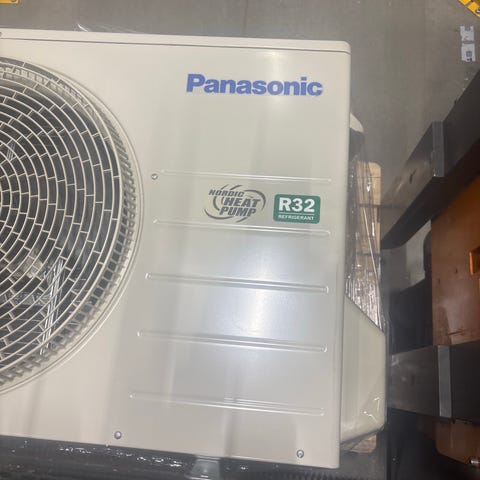 Panasonic
NORDIC
HEAT
PUMP
R32
REFRIGERANT